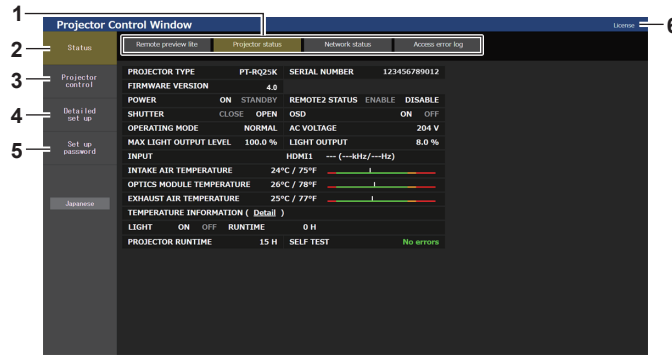 1
Projector Control Window
License
6
2
Status
Remote preview lite
Projector status
Network status
Access error log
3
Projector control
4
Detailed set up
5
Set up password
Japanese
PROJECTOR TYPE PT-RQ25K SERIAL NUMBER 123456789012
FIRMWARE VERSION 4.0
POWER ON STANDBY REMOTE2 STATUS ENABLE DISABLE
SHUTTER CLOSE OPEN OSD ON OFF
OPERATING MODE NORMAL AC VOLTAGE 204 V
MAX LIGHT OUTPUT LEVEL 100.0 % LIGHT OUTPUT 8.0 %
INPUT HDMI1 --- (---kHz/---Hz)
INTAKE AIR TEMPERATURE 24°C / 75°F
OPTICS MODULE TEMPERATURE 26°C / 78°F
EXHAUST AIR TEMPERATURE 25°C / 77°F
TEMPERATURE INFORMATION ( Detail )
LIGHT ON OFF RUNTIME 0 H
PROJECTOR RUNTIME 15 H SELF TEST No errors